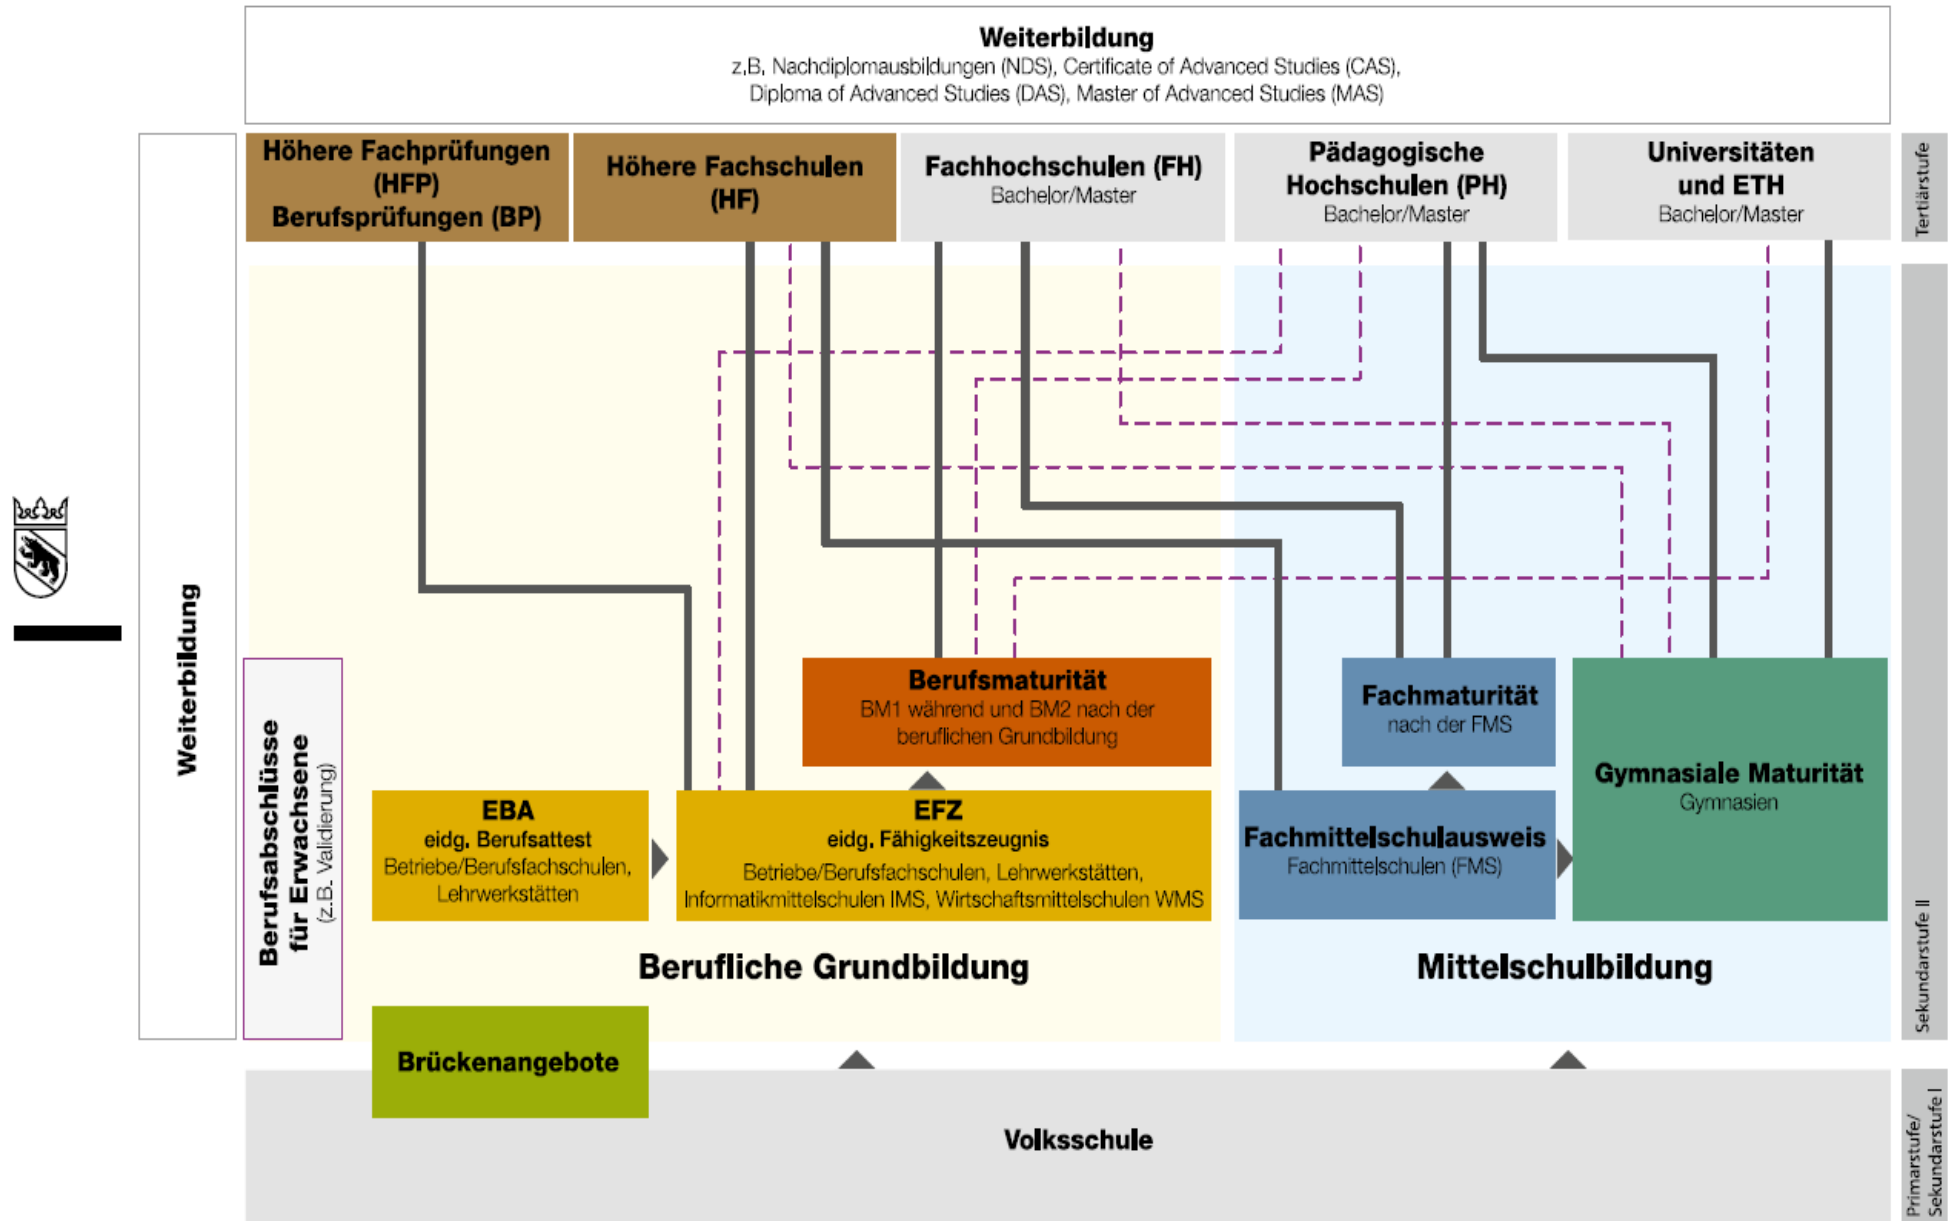 Weiterbildung
z.B. Nachdiplomausbildungen (NDS), Certificate of Advanced Studies (CAS),
Diploma of Advanced Studies (DAS), Master of Advanced Studies (MAS)
Höhere Fachprüfungen
(HFP)
Berufsprüfungen (BP)
Höhere Fachschulen
(HF)
Fachhochschulen (FH)
Bachelor/Master
Pädagogische
Hochschulen (PH)
Bachelor/Master
Universitäten
und ETH
Bachelor/Master
Tertiärstufe
Weiterbildung
Berufsabschlüsse
für Erwachsene
(z.B. Validierung)
Berufsmaturität
BM1 während und BM2 nach der
beruflichen Grundbildung
Fachmaturität
nach der FMS
Gymnasiale Maturität
Gymnasien
EBA
eidg. Berufsattest
Betriebe/Berufsfachschulen,
Lehrwerkstätten
EFZ
eidg. Fähigkeitszeugnis
Betriebe/Berufsfachschulen, Lehrwerkstätten,
Informatikmittelschulen IMS, Wirtschaftsmittelschulen WMS
Fachmittelschulausweis
Fachmittelschulen (FMS)
Berufliche Grundbildung
Mittelschulbildung
Sekundarstufe II
Brückenangebote
Volksschule
Primarstufe/
Sekundarstufe I